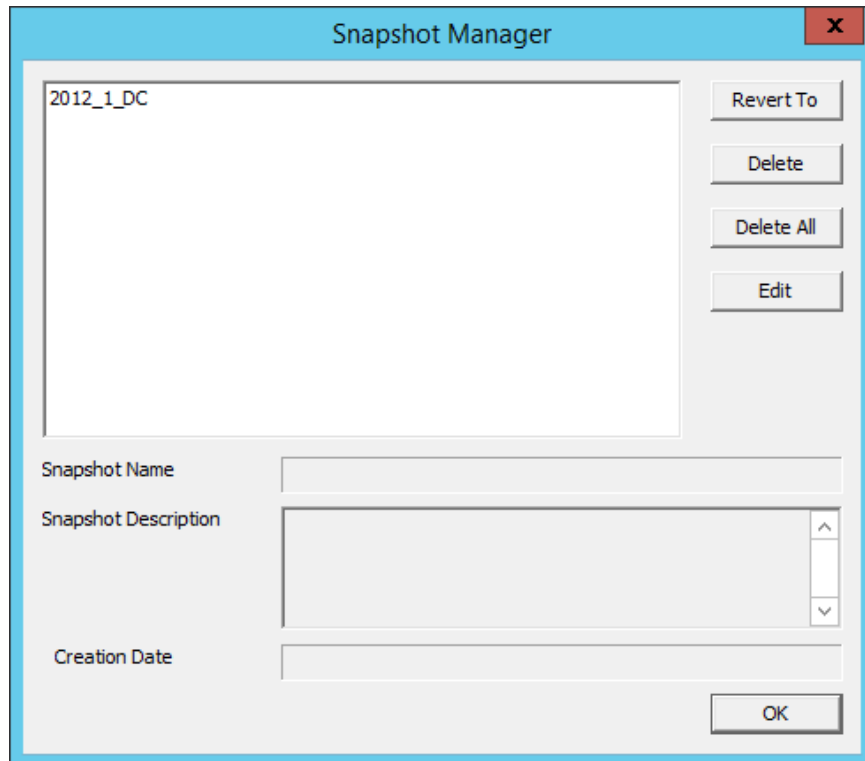 Snapshot Manager
x
2012_1_DC
Revert To
Delete
Delete All
Edit
Snapshot Name
Snapshot Description
Creation Date
OK